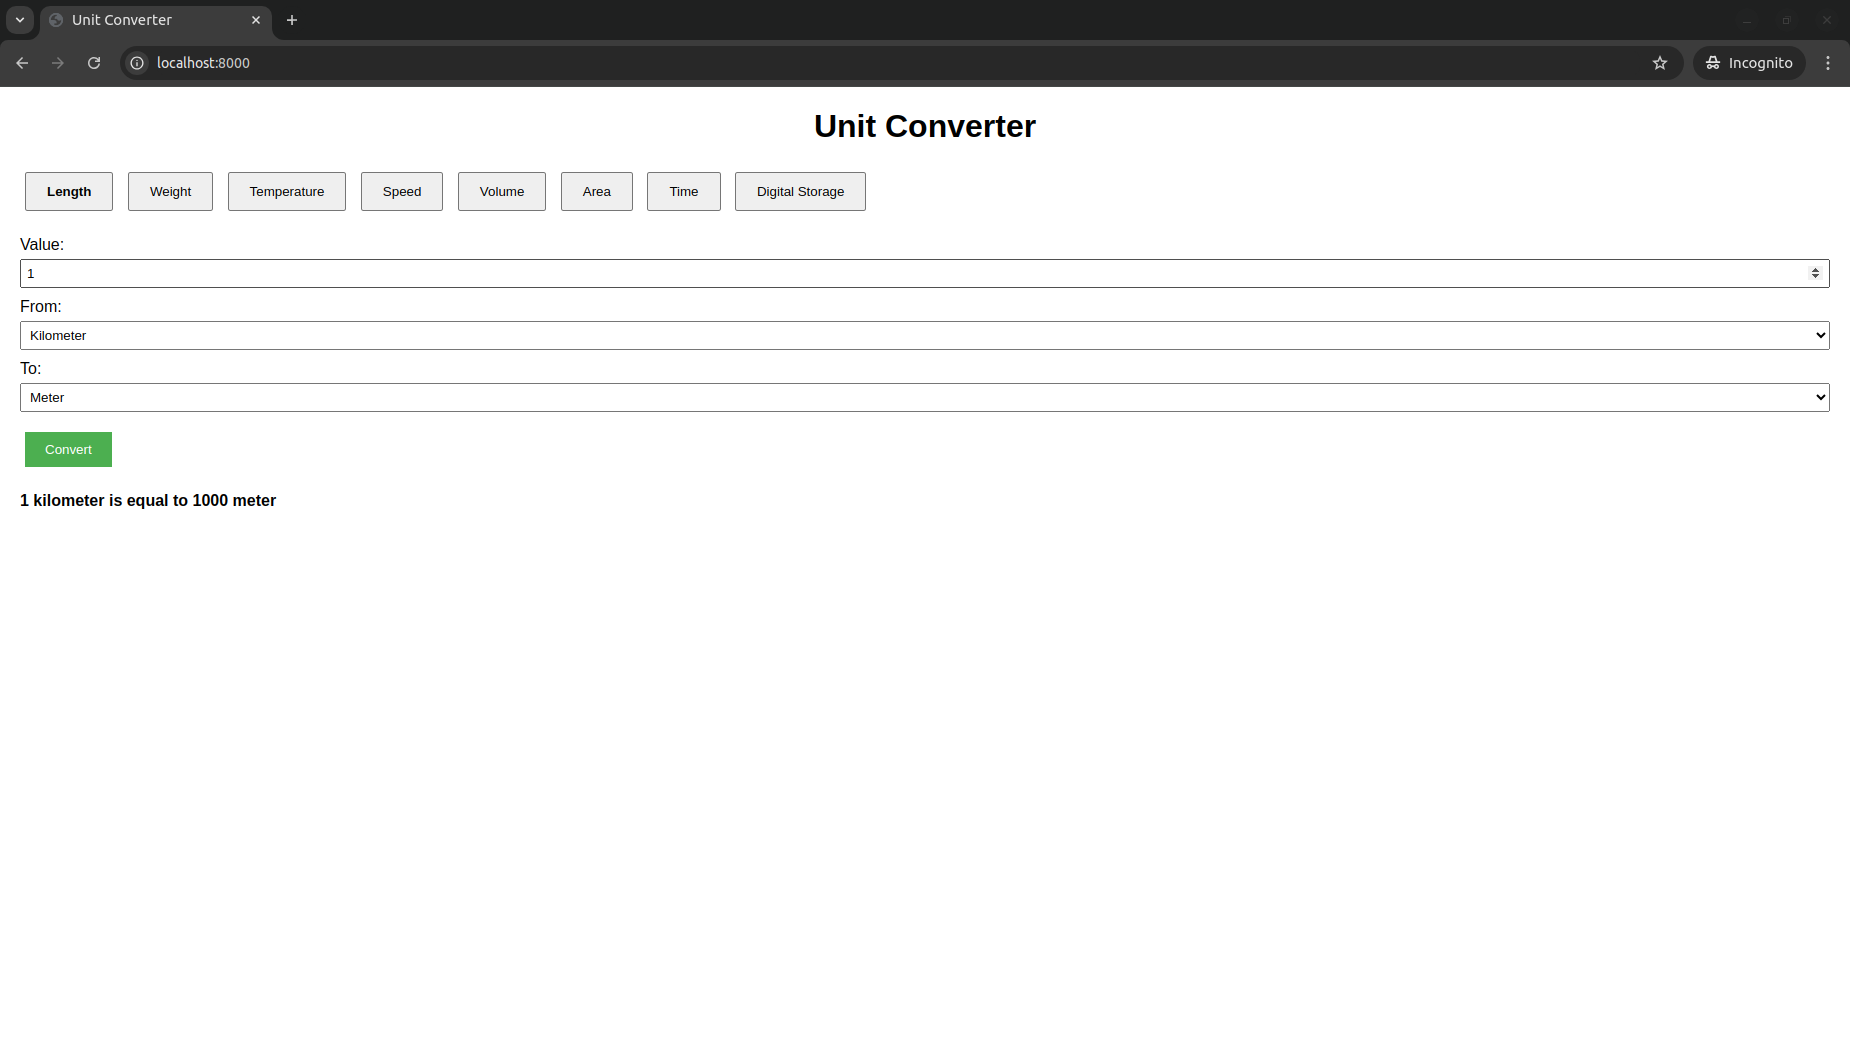 Unit Converter
localhost:8000
Incognito
Unit Converter
Length Weight Temperature Speed Volume Area Time Digital Storage
Value:
1
From:
Kilometer
To:
Meter
Convert
1 kilometer is equal to 1000 meter